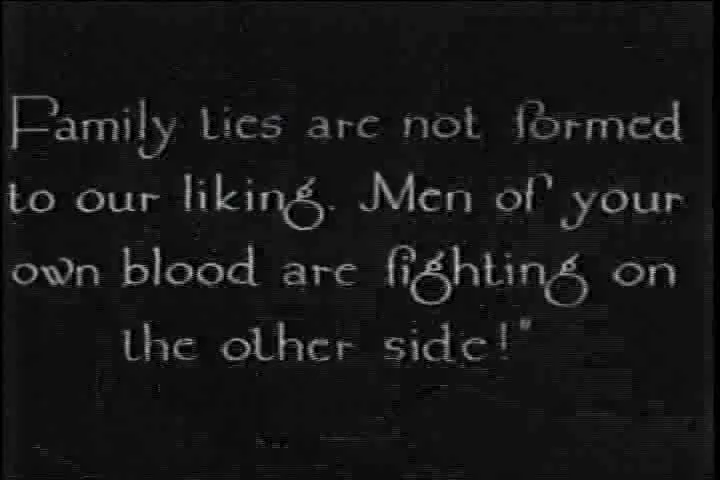 Family ties are not formed
to our liking. Men of your
own blood are fighting on
the other side!"